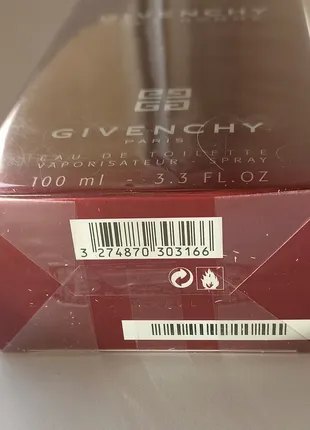 GIVENCHY
GIVENCHY
PARIS
EAU DE TOILETTE
VAPORISATEUR - SPRAY
100 ml - 3.3 FL.OZ
3 274870 303166